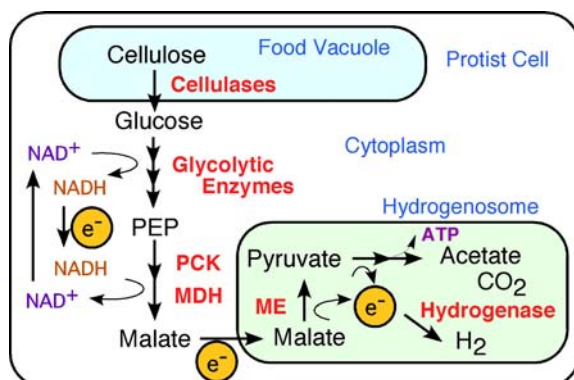 Food Vacuole
Protist Cell
Cellulose
Cellulases
Glucose
Cytoplasm
NAD+
Glycolytic
Enzymes
NADH
e-
PEP
Hydrogenosome
NADH
ATP
PCK
Pyruvate
Acetate
CO2
NAD+
MDH
ME
e-
Hydrogenase
Malate
Malate
H2
e-